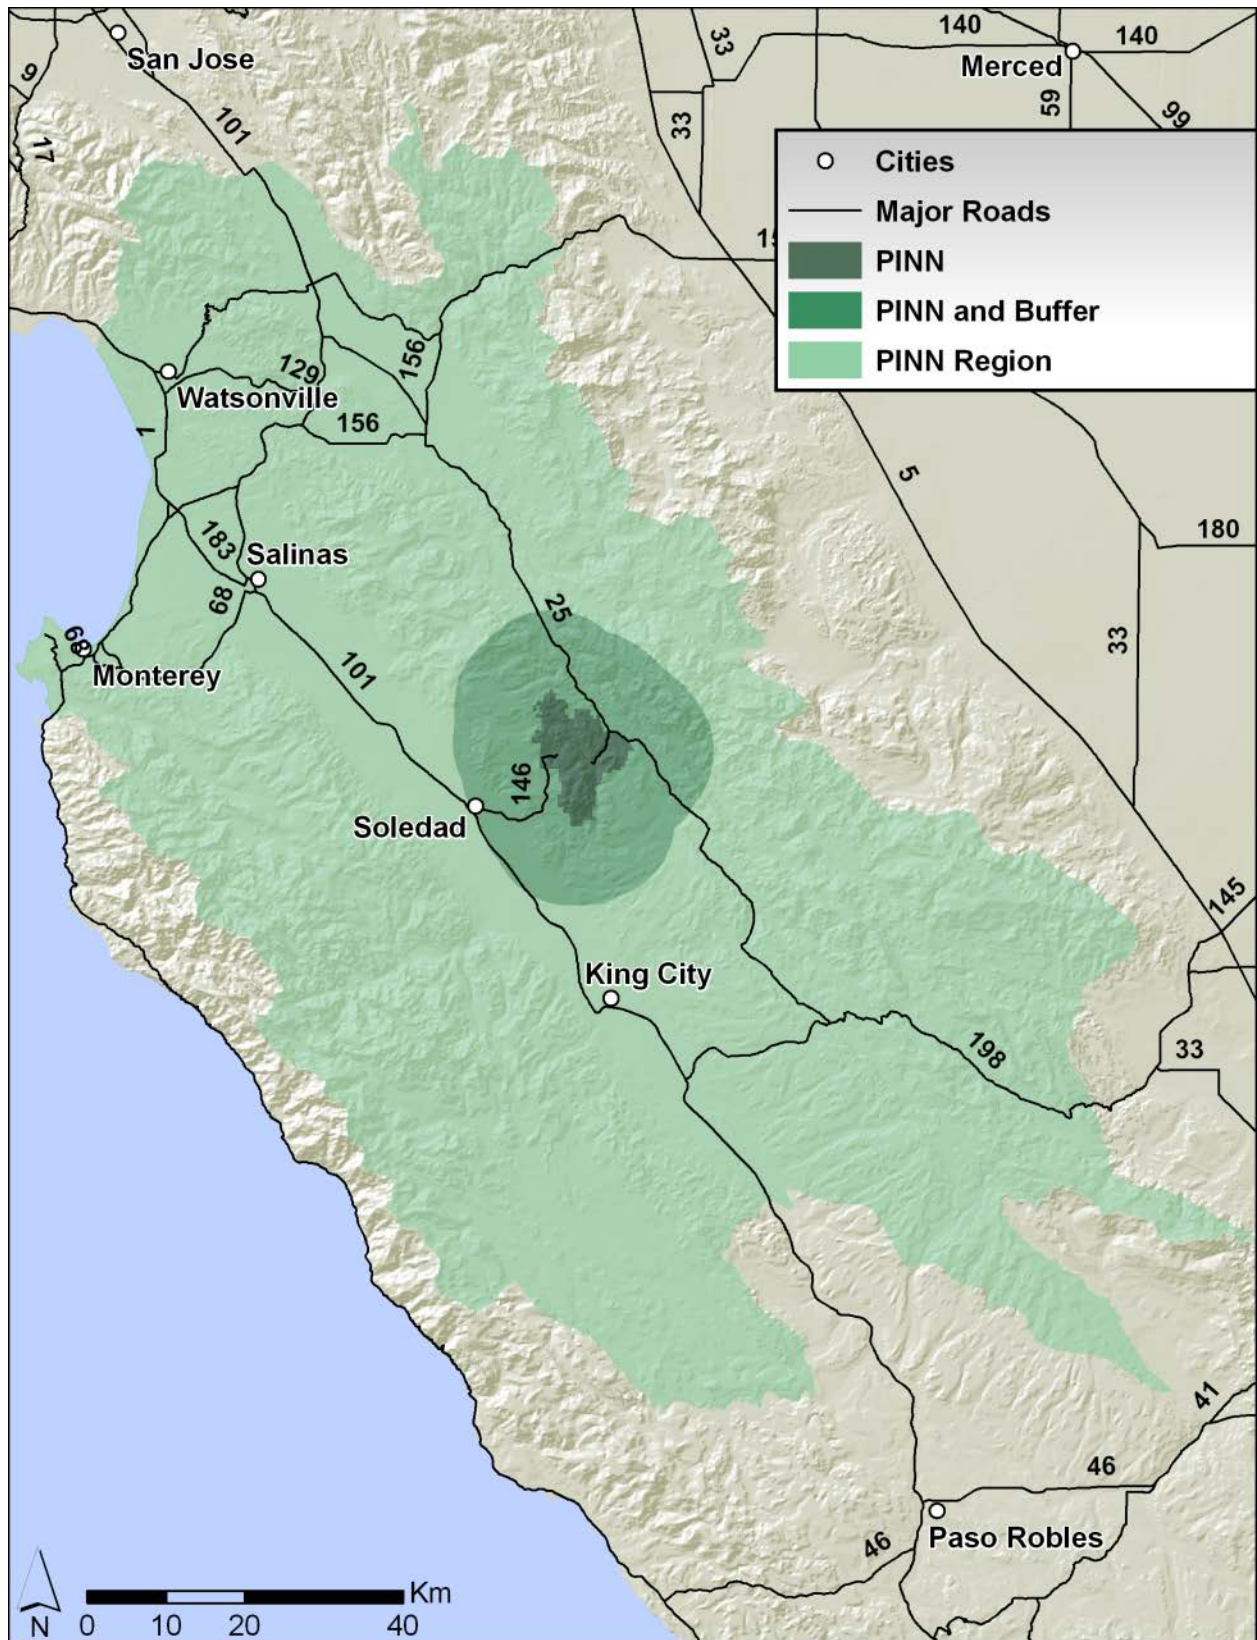 San Jose
33
140
140
Merced
9
101
59
99
33
17
Cities
Major Roads
15
PINN
PINN and Buffer
PINN Region
156
129
Watsonville
156
1
5
183
Salinas
180
68
25
68
33
Monterey
101
146
Soledad
145
King City
198
33
41
46
Paso Robles
46
Km
N
0 10 20 40